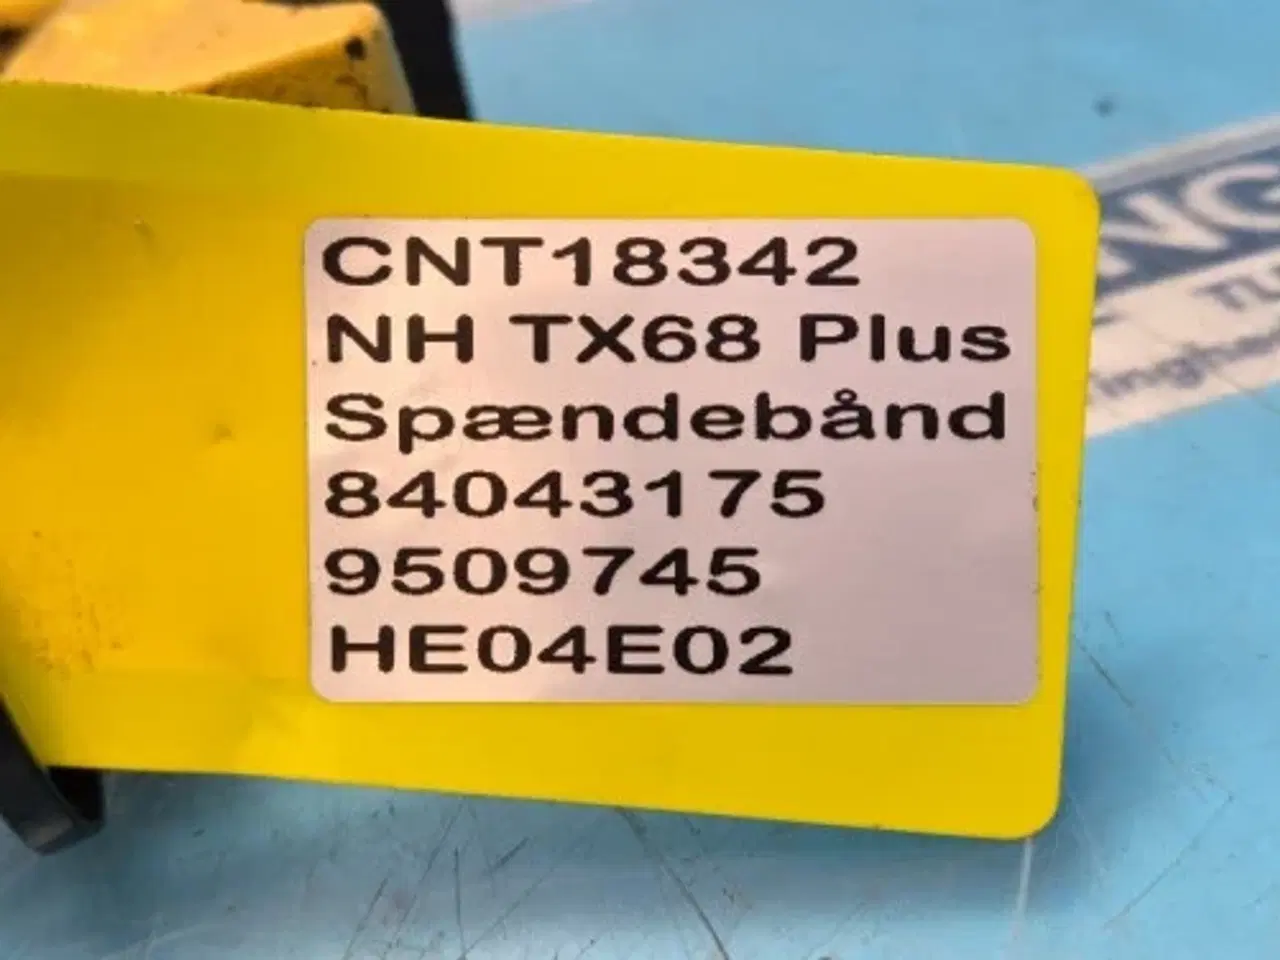 CNT18342
NH TX68 Plus
Spændebånd
84043175
9509745
HE04E02